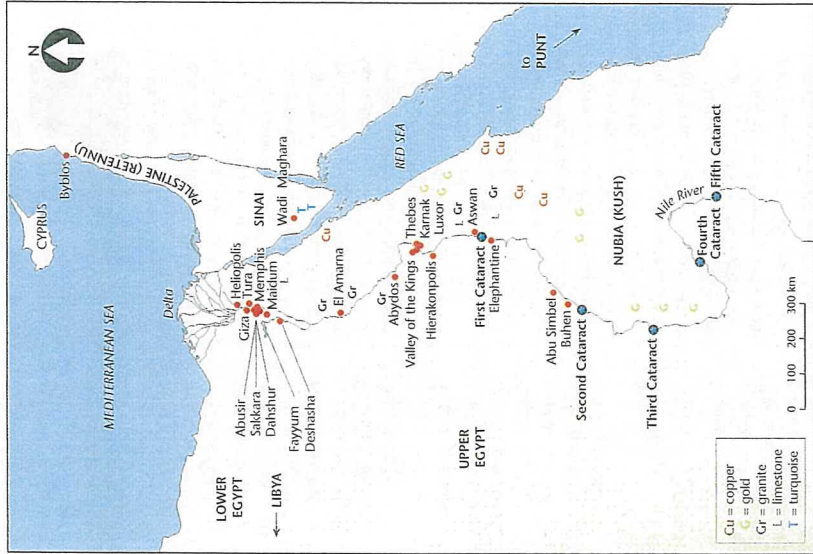 N
CYPRUS
Byblos
MEDITERRANEAN SEA
PALESTINE (RETENNU)
Delta
SINAI
Wadi Maghara
T
T
LOWER
EGYPT
LIBYA
Giza
Heliopolis
Tura
Memphis
Maidum
L
Abusir
Sakkara
Dahshur
Fayyum
Deshasha
Cu
Gr
El Amarna
Gr
RED SEA
to
PUNT
Gr
Abydos
Valley of the Kings
Hierakonpolis
Thebes
Karnak
Luxor
G
G
G
L Gr
Aswan
First Cataract
Elephantine
L Gr
Cu
Cu
Cu
Cu
UPPER
EGYPT
Abu Simbel
Buhen
Second Cataract
G
G
NUBIA (KUSH)
Third Cataract
G
G
G
Nile River
Fourth
Cataract
Fifth Cataract
Cu = copper
G = gold
Gr = granite
L = limestone
T = turquoise
0 100 200 300 km